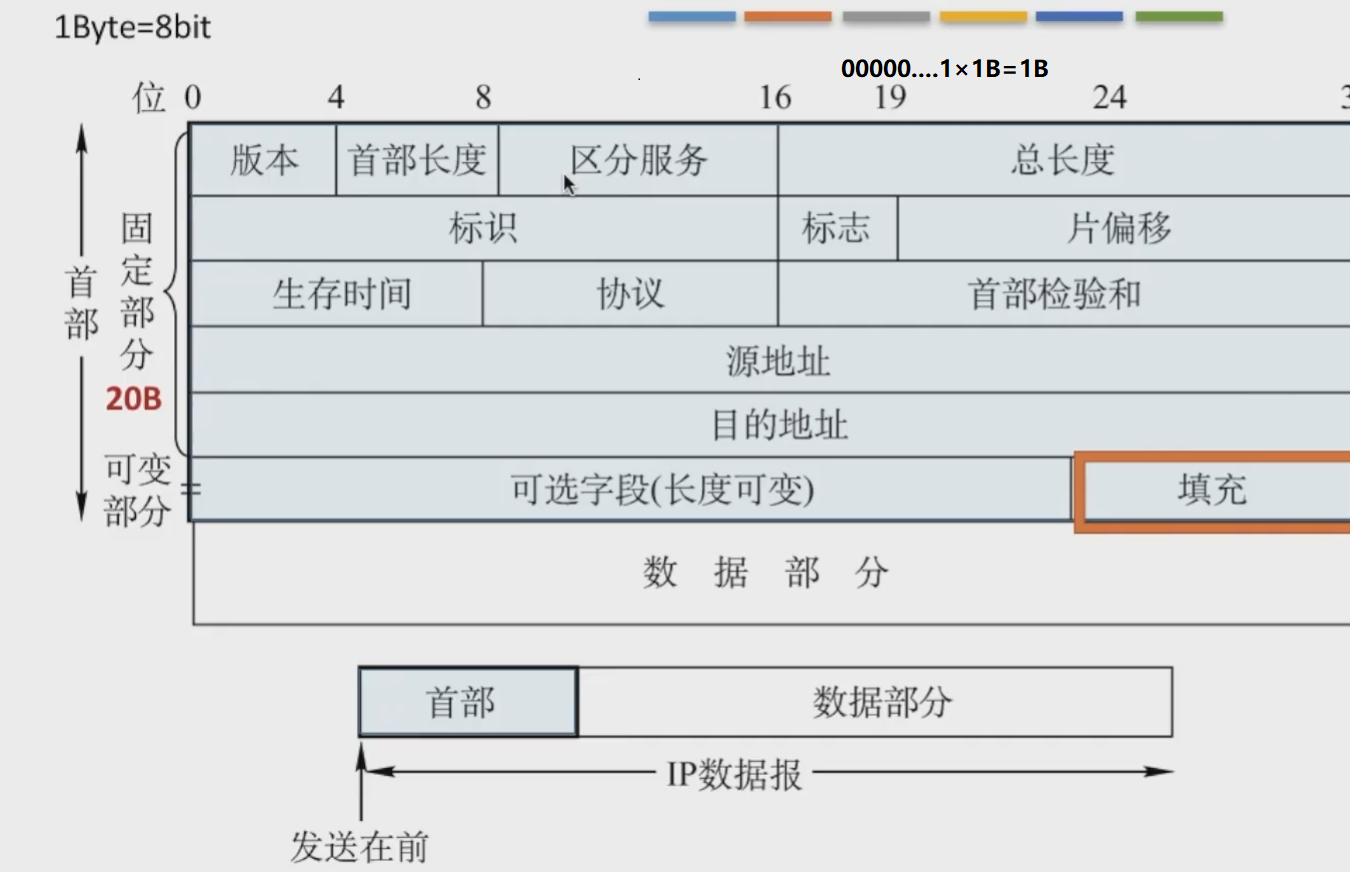 1Byte=8bit
00000....1×1B=1B
位 0 4 8 16 19 24 3
版本 首部长度 区分服务 总长度
标识 标志 片偏移
生存时间 协议 首部检验和
源地址
目的地址
可选字段(长度可变) 填充
首部
固定部分
20B
可变
部分
数据部分
首部 数据部分
IP数据报
发送在前